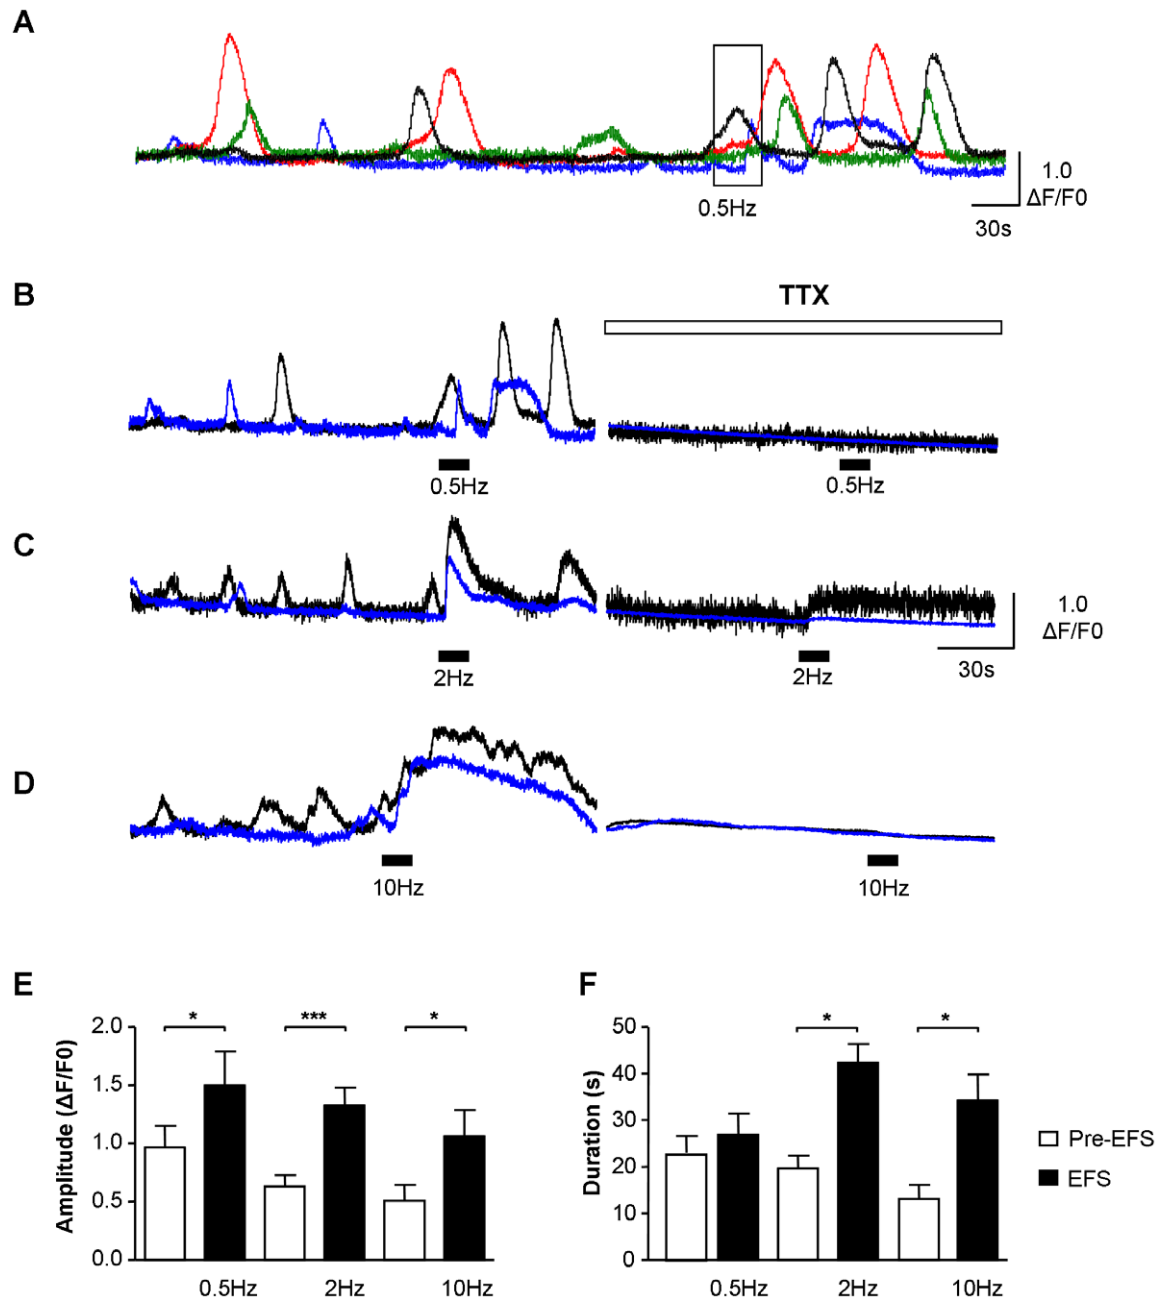 A
0.5Hz
1.0
ΔF/F0
30s
B
TTX
0.5Hz
0.5Hz
C
1.0
ΔF/F0
2Hz
2Hz
30s
D
10Hz
10Hz
E
F
Amplitude (ΔF/F0)
2.0
1.5
1.0
0.5
0.0
*
***
*
0.5Hz
2Hz
10Hz
Duration (s)
50
40
30
20
10
0
*
*
0.5Hz
2Hz
10Hz
Pre-EFS
EFS